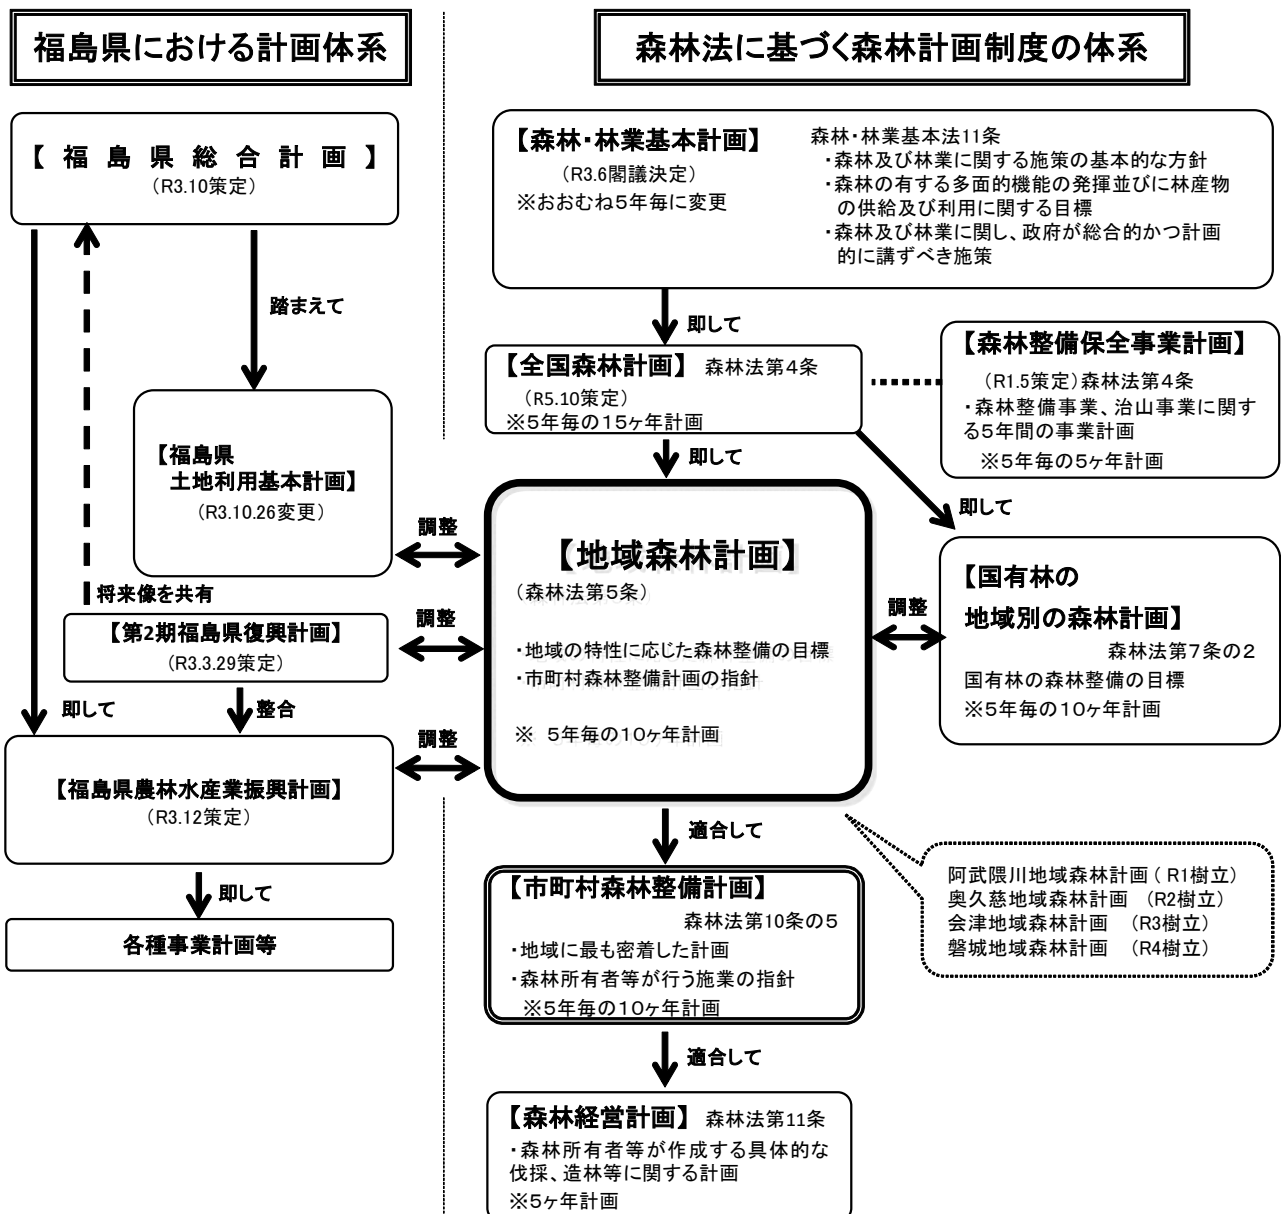 福島県における計画体系
【福島県総合計画】
(R3.10策定)
踏まえて
【福島県
土地利用基本計画】
(R3.10.26変更)
将来像を共有
【第2期福島県復興計画】
(R3.3.29策定)
即して
整合
【福島県農林水産業振興計画】
(R3.12策定)
即して
各種事業計画等
調整
調整
調整
森林法に基づく森林計画制度の体系
【森林・林業基本計画】
(R3.6閣議決定)
※おおむね5年毎に変更
森林・林業基本法11条
・森林及び林業に関する施策の基本的な方針
・森林の有する多面的機能の発揮並びに林産物
の供給及び利用に関する目標
・森林及び林業に関し、政府が総合的かつ計画
的に講ずべき施策
即して
【全国森林計画】 森林法第4条
(R5.10策定)
※5年毎の15ヶ年計画
【森林整備保全事業計画】
(R1.5策定)森林法第4条
・森林整備事業、治山事業に関す
る5年間の事業計画
※5年毎の5ヶ年計画
即して
即して
【地域森林計画】
(森林法第5条)
・地域の特性に応じた森林整備の目標
・市町村森林整備計画の指針
※ 5年毎の10ヶ年計画
調整
【国有林の
地域別の森林計画】
森林法第7条の2
国有林の森林整備の目標
※5年毎の10ヶ年計画
適合して
阿武隈川地域森林計画 ( R1樹立)
奥久慈地域森林計画 (R2樹立)
会津地域森林計画 (R3樹立)
磐城地域森林計画 (R4樹立)
【市町村森林整備計画】
森林法第10条の5
・地域に最も密着した計画
・森林所有者等が行う施業の指針
※5年毎の10ヶ年計画
適合して
【森林経営計画】 森林法第11条
・森林所有者等が作成する具体的な
伐採、造林等に関する計画
※5ヶ年計画